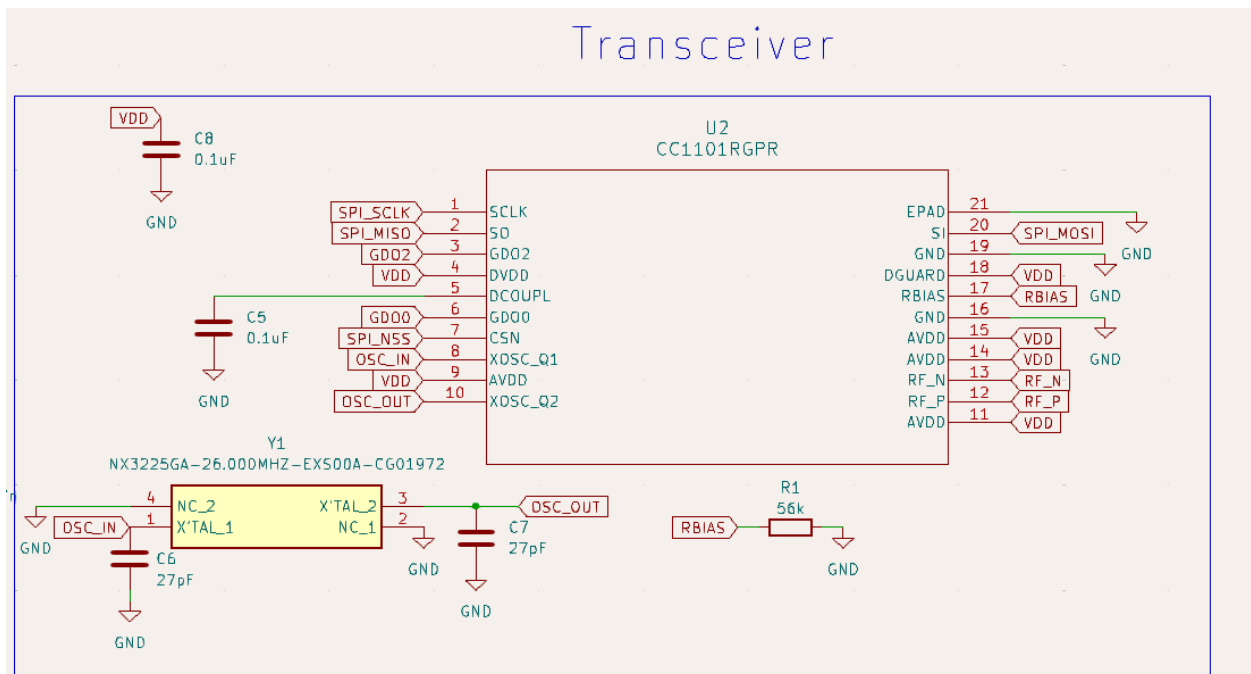 Transceiver
VDD
C8
0.1uF
GND
U2
CC1101RGPR
SPI_SCLK 1 SCLK
SPI_MISO 2 SO
GDO2 3 GDO2
VDD 4 DVDD
5 DCOUPL
GDO0 6 GDO0
SPI_NSS 7 CSN
OSC_IN 8 XOSC_Q1
VDD 9 AVDD
OSC_OUT 10 XOSC_Q2
EPAD 21 GND
SI 20 SPI_MOSI
GND 19 GND
DGUARD 18 VDD
RBIAS 17 RBIAS
GND 16 GND
AVDD 15 VDD
AVDD 14 VDD
RF_N 13 RF_N
RF_P 12 RF_P
AVDD 11 VDD
C5
0.1uF
GND
Y1
NX3225GA-26.000MHZ-EXS00A-CG01972
GND 4 NC_2
OSC_IN 1 X'TAL_1
X'TAL_2 3 OSC_OUT
NC_1 2 GND
C6
27pF
GND
C7
27pF
GND
R1
56k
RBIAS
GND